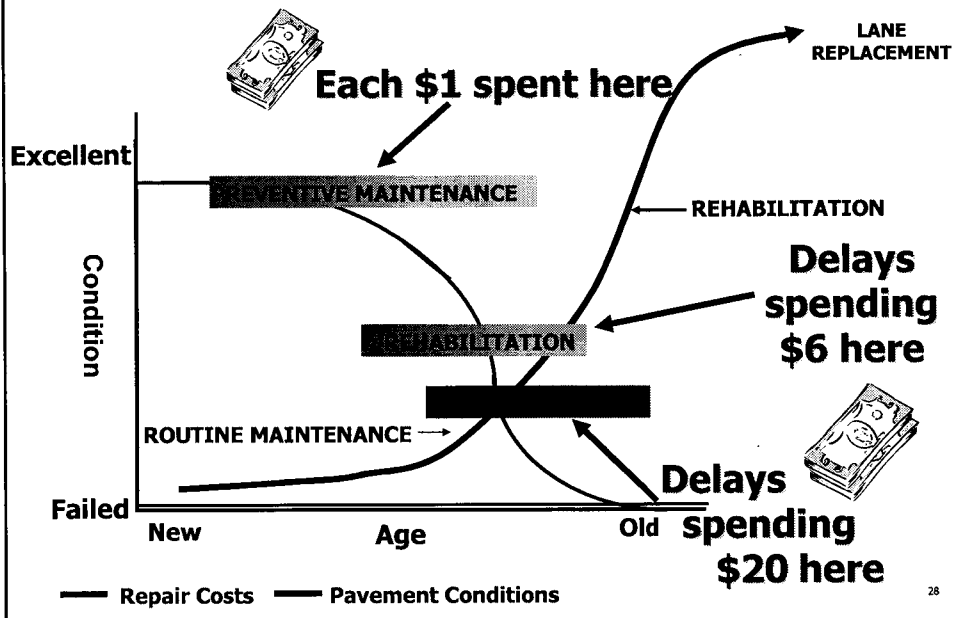 LANE
REPLACEMENT
Each $1 spent here
Excellent
PREVENTIVE MAINTENANCE
REHABILITATION
Condition
Delays
spending
$6 here
REHABILITATION
ROUTINE MAINTENANCE
Delays
spending
$20 here
Failed
New
Age
Old
Repair Costs
Pavement Conditions
28